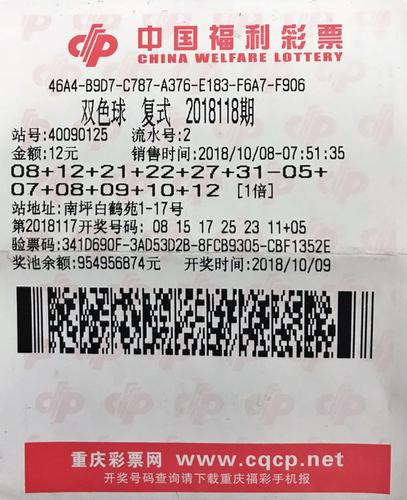 中国福利彩票
CHINA WELFARE LOTTERY
46A4-B9D7-C787-A376-E183-F6A7-F906
双色球 复式 2018118期
站号:40090125 流水号:2
金额:12元 销售时间:2018/10/08-07:51:35
08+12+21+22+27+31-05+
07+08+09+10+12 [1倍]
站地址:南坪白鹤苑1-17号
第2018117开奖号码: 08 15 17 25 23 11+05
验票码:341D690F-3AD53D2B-8FCB9305-CBF1352E
奖池余额:954956874元 开奖时间:2018/10/09
重庆彩票网 www.cqcp.net
开奖号码查询请下载重庆福彩手机报